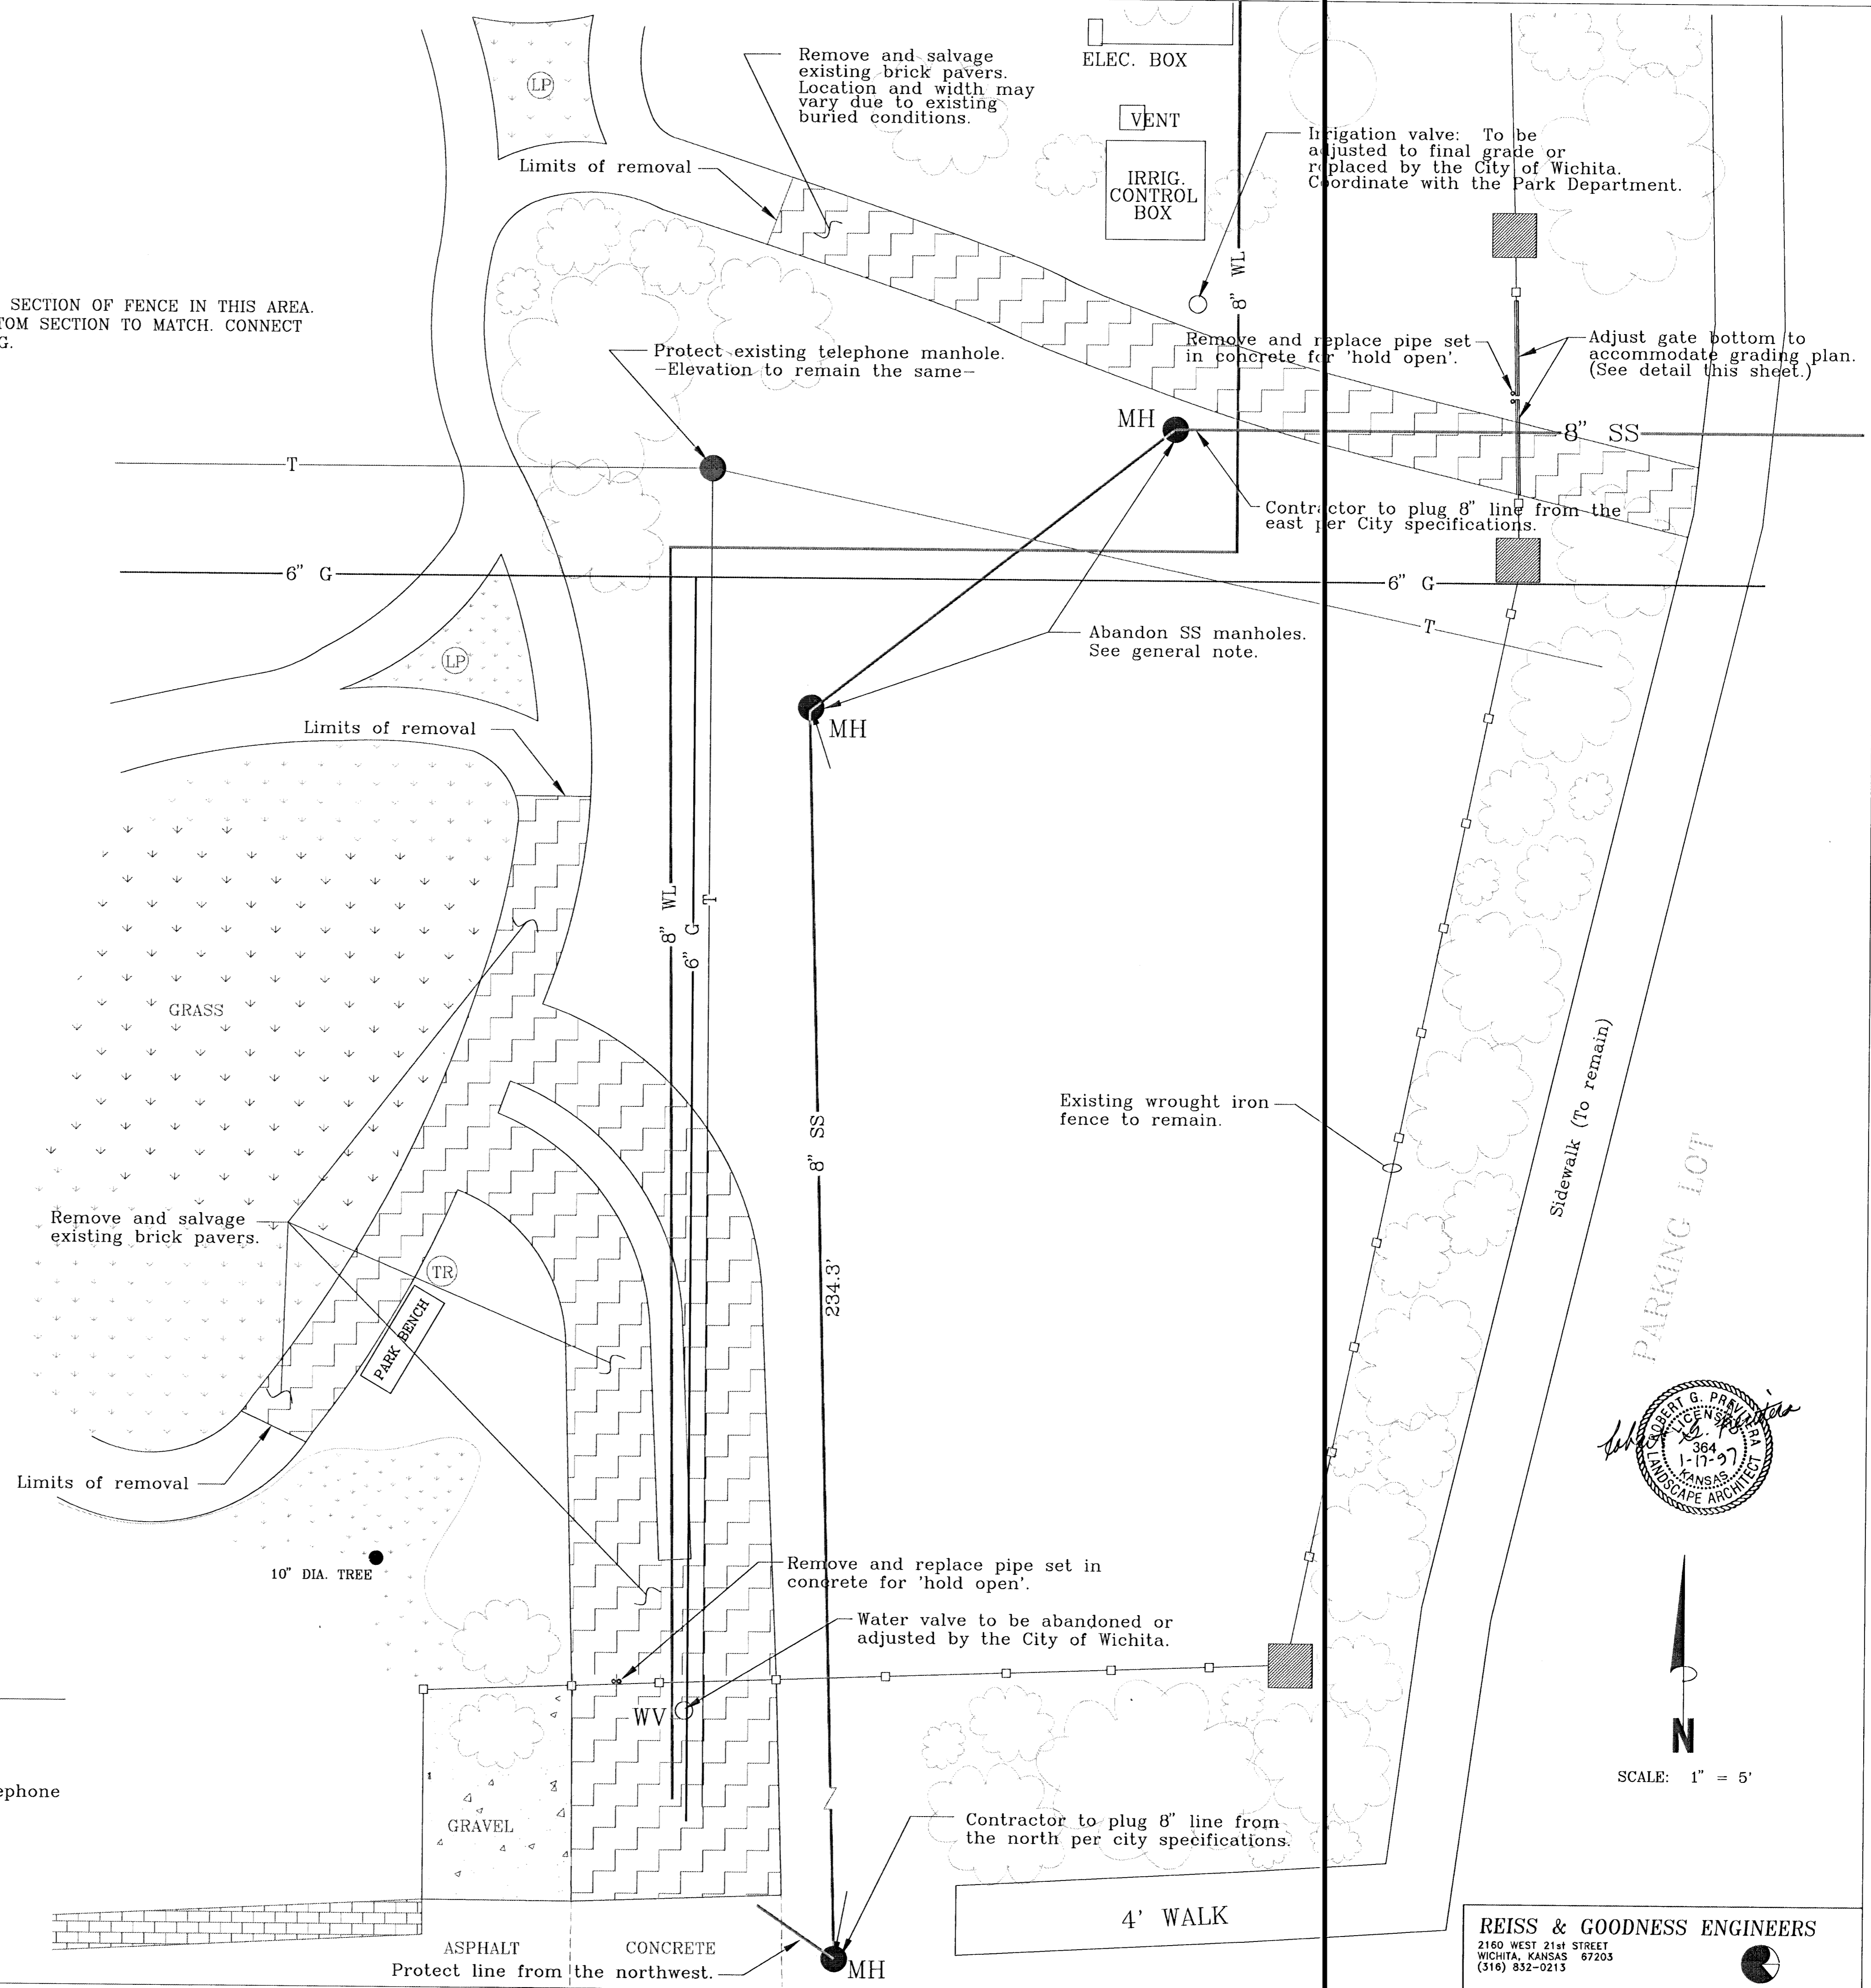 ELEC. BOX
Remove and salvage
existing brick pavers.
Location and width may
vary due to existing
buried conditions.
LP
VENT
Limits of removal
IRRIG.
CONTROL
BOX
Irrigation valve: To be
adjusted to final grade or
replaced by the City of Wichita.
Coordinate with the Park Department.
8" WL
SECTION OF FENCE IN THIS AREA.
TOM SECTION TO MATCH. CONNECT
G.
Protect existing telephone manhole.
-Elevation to remain the same-
Remove and replace pipe set
in concrete for 'hold open'.
Adjust gate bottom to
accommodate grading plan.
(See detail this sheet.)
MH
8" SS
T
Contractor to plug 8" line from the
east per City specifications.
6" G
6" G
T
Abandon SS manholes.
See general note.
LP
MH
Limits of removal
8" WL
6" G
T
GRASS
8" SS
234.3'
Existing wrought iron
fence to remain.
Sidewalk (To remain)
PARKING LOT
Remove and salvage
existing brick pavers.
TR
PARK BENCH
ROBERT G. PREVITERA
LICENSED
364
1-17-97
KANSAS
LANDSCAPE ARCHITECT
Limits of removal
10" DIA. TREE
Remove and replace pipe set in
concrete for 'hold open'.
Water valve to be abandoned or
adjusted by the City of Wichita.
WV
N
SCALE: 1" = 5'
ephone
GRAVEL
Contractor to plug 8" line from
the north per city specifications.
4' WALK
ASPHALT
CONCRETE
Protect line from the northwest.
MH
REISS & GOODNESS ENGINEERS
2160 WEST 21st STREET
WICHITA, KANSAS 67203
(316) 832-0213